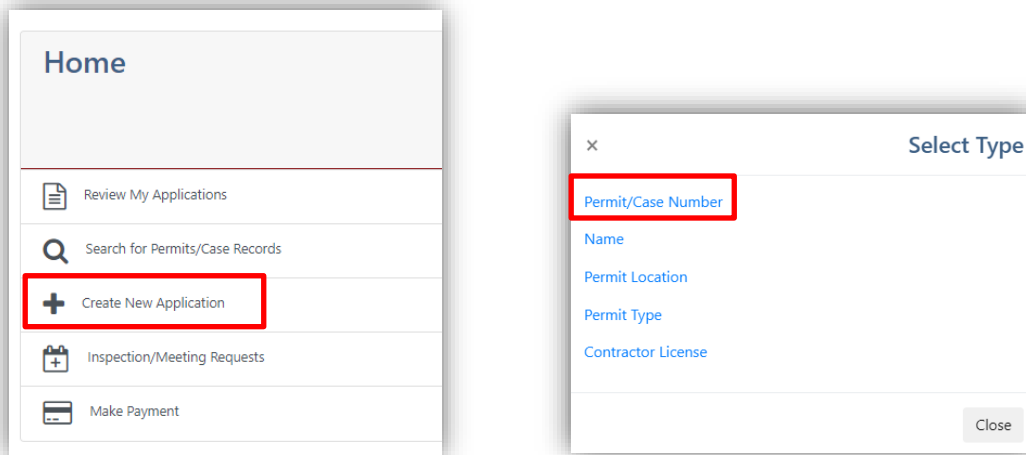 Home
Review My Applications
Search for Permits/Case Records
Create New Application
Inspection/Meeting Requests
Make Payment
× Select Type
Permit/Case Number
Name
Permit Location
Permit Type
Contractor License
Close